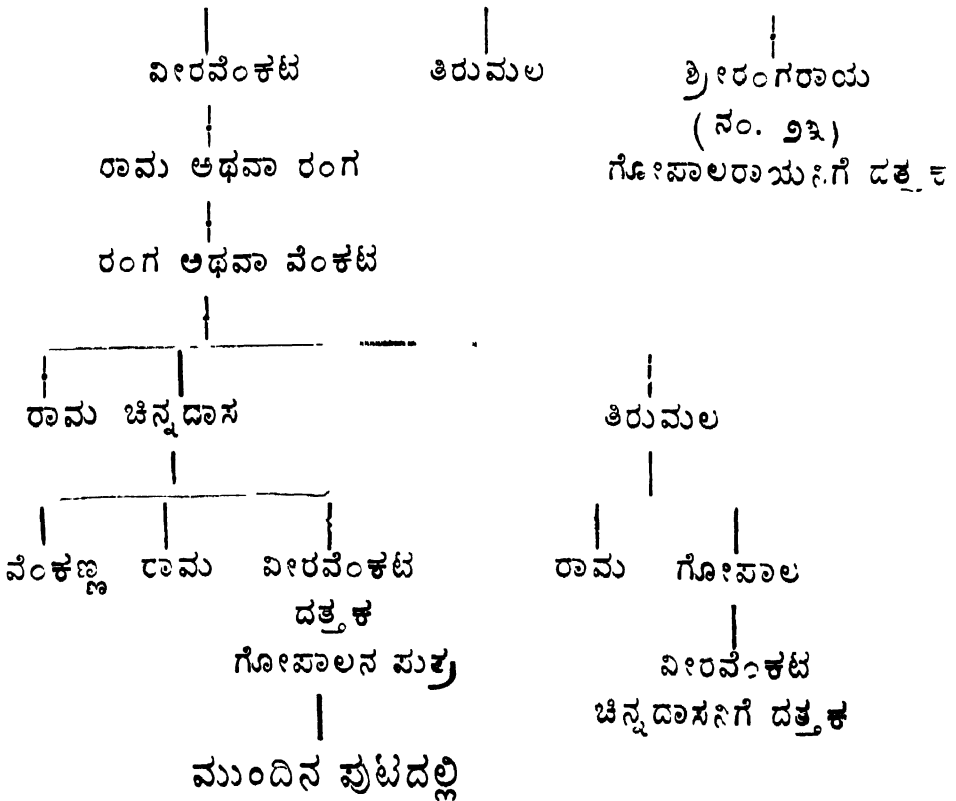 ವೀರವೆಂಕಟ ತಿರುಮಲ ಶ್ರೀರಂಗರಾಯ
(ನಂ. ೨೩)
ರಾಮ ಅಥವಾ ರಂಗ ಗೋಪಾಲರಾಯನಿಗೆ ದತ್ತಕ
ರಂಗ ಅಥವಾ ವೆಂಕಟ
ರಾಮ ಚಿನ್ನದಾಸ ತಿರುಮಲ
ವೆಂಕಣ್ಣ ರಾಮ ವೀರವೆಂಕಟ ರಾಮ ಗೋಪಾಲ
ದತ್ತಕ
ಗೋಪಾಲನ ಪುತ್ರ ವೀರವೆಂಕಟ
ಚಿನ್ನದಾಸನಿಗೆ ದತ್ತಕ
ಮುಂದಿನ ಪುಟದಲ್ಲಿ